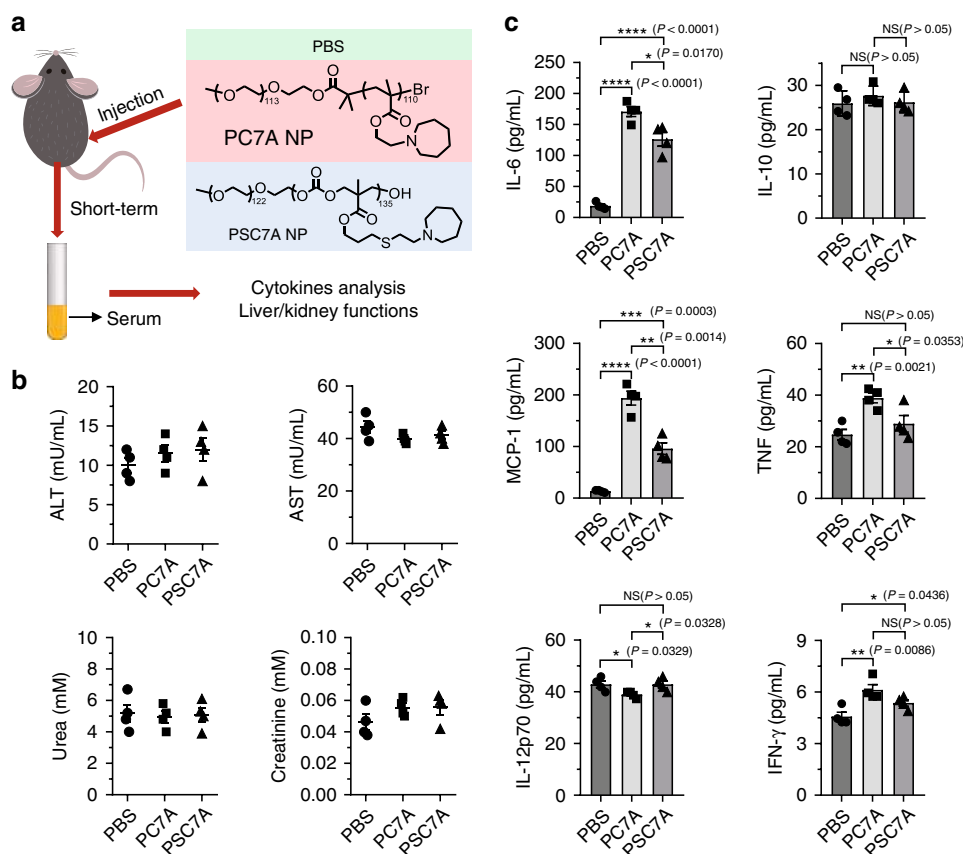 a
Injection
Short-term
Serum
PBS
O
O
113
O
O
O
110
Br
O
O
N
PC7A NP
O
O
122
O
O
O
O
135
OH
O
O
S
N
PSC7A NP
Cytokines analysis
Liver/kidney functions
b
ALT (mU/mL)
20
15
10
5
0
PBS
PC7A
PSC7A
AST (mU/mL)
60
40
20
0
PBS
PC7A
PSC7A
Urea (mM)
10
8
6
4
2
0
PBS
PC7A
PSC7A
Creatinine (mM)
0.10
0.08
0.06
0.04
0.02
0.00
PBS
PC7A
PSC7A
c
**** (P < 0.0001)
* (P = 0.0170)
**** (P < 0.0001)
IL-6 (pg/mL)
250
200
150
100
50
0
PBS
PC7A
PSC7A
NS(P > 0.05)
NS(P > 0.05)
IL-10 (pg/mL)
40
30
20
10
0
PBS
PC7A
PSC7A
*** (P = 0.0003)
** (P = 0.0014)
**** (P < 0.0001)
MCP-1 (pg/mL)
300
200
100
0
PBS
PC7A
PSC7A
NS(P > 0.05)
* (P = 0.0353)
** (P = 0.0021)
TNF (pg/mL)
60
40
20
0
PBS
PC7A
PSC7A
NS(P > 0.05)
* (P = 0.0328)
* (P = 0.0329)
IL-12p70 (pg/mL)
60
40
20
0
PBS
PC7A
PSC7A
* (P = 0.0436)
NS(P > 0.05)
** (P = 0.0086)
IFN-γ (pg/mL)
9
6
3
0
PBS
PC7A
PSC7A